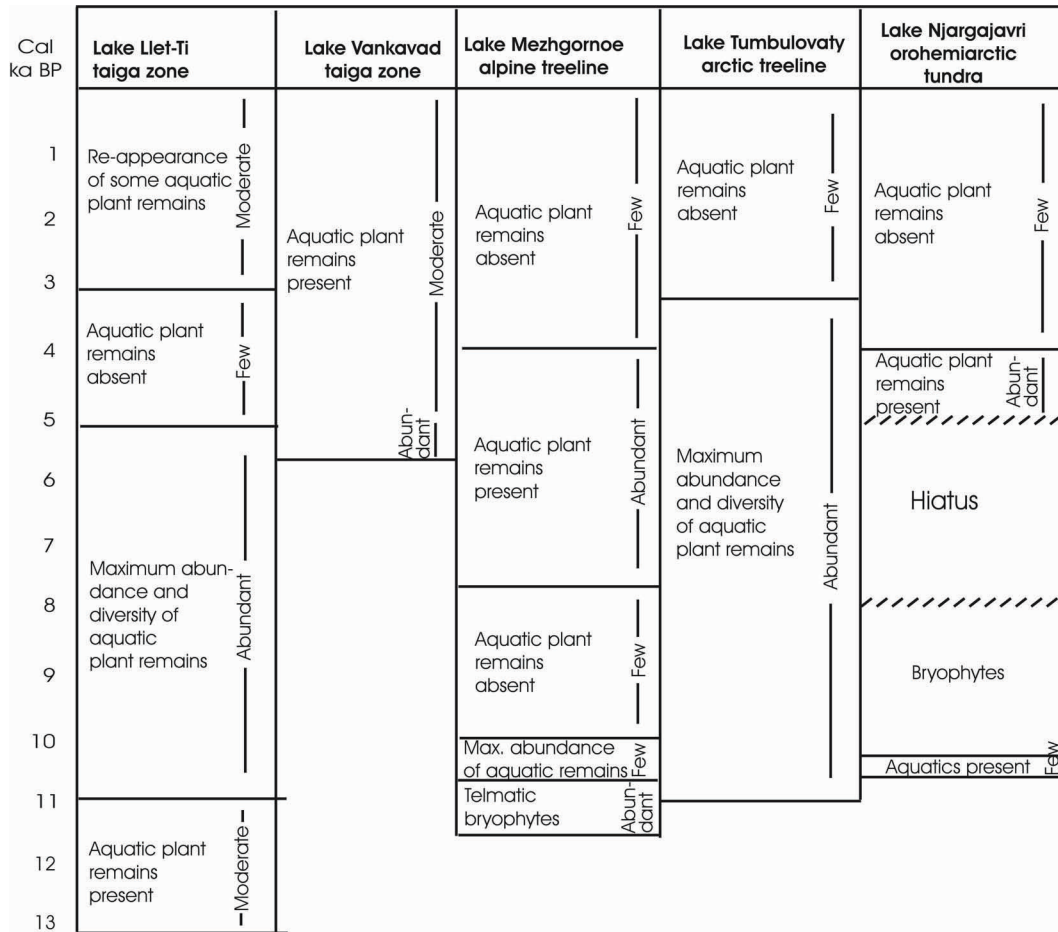 Cal
ka BP
Lake Llet-Ti
taiga zone
Lake Vankavad
taiga zone
Lake Mezhgornoe
alpine treeline
Lake Tumbulovaty
arctic treeline
Lake Njargajavri
orohemiarctic
tundra
1
2
3
4
5
6
7
8
9
10
11
12
13
Re-appearance
of some aquatic
plant remains
Moderate
Aquatic plant
remains
absent
Few
Maximum abun-
dance and
diversity of
aquatic
plant remains
Abundant
Aquatic plant
remains
present
Moderate
Aquatic plant
remains
present
Moderate
Abun-
dant
Aquatic plant
remains
absent
Few
Aquatic plant
remains
present
Abundant
Aquatic plant
remains
absent
Few
Max. abundance
of aquatic remains
Few
Telmatic
bryophytes
Abun-
dant
Aquatic plant
remains
absent
Few
Maximum
abundance
and diversity
of aquatic
plant remains
Abundant
Aquatic plant
remains
absent
Few
Aquatic plant
remains
present
Abun-
dant
Hiatus
Bryophytes
Aquatics present
Few